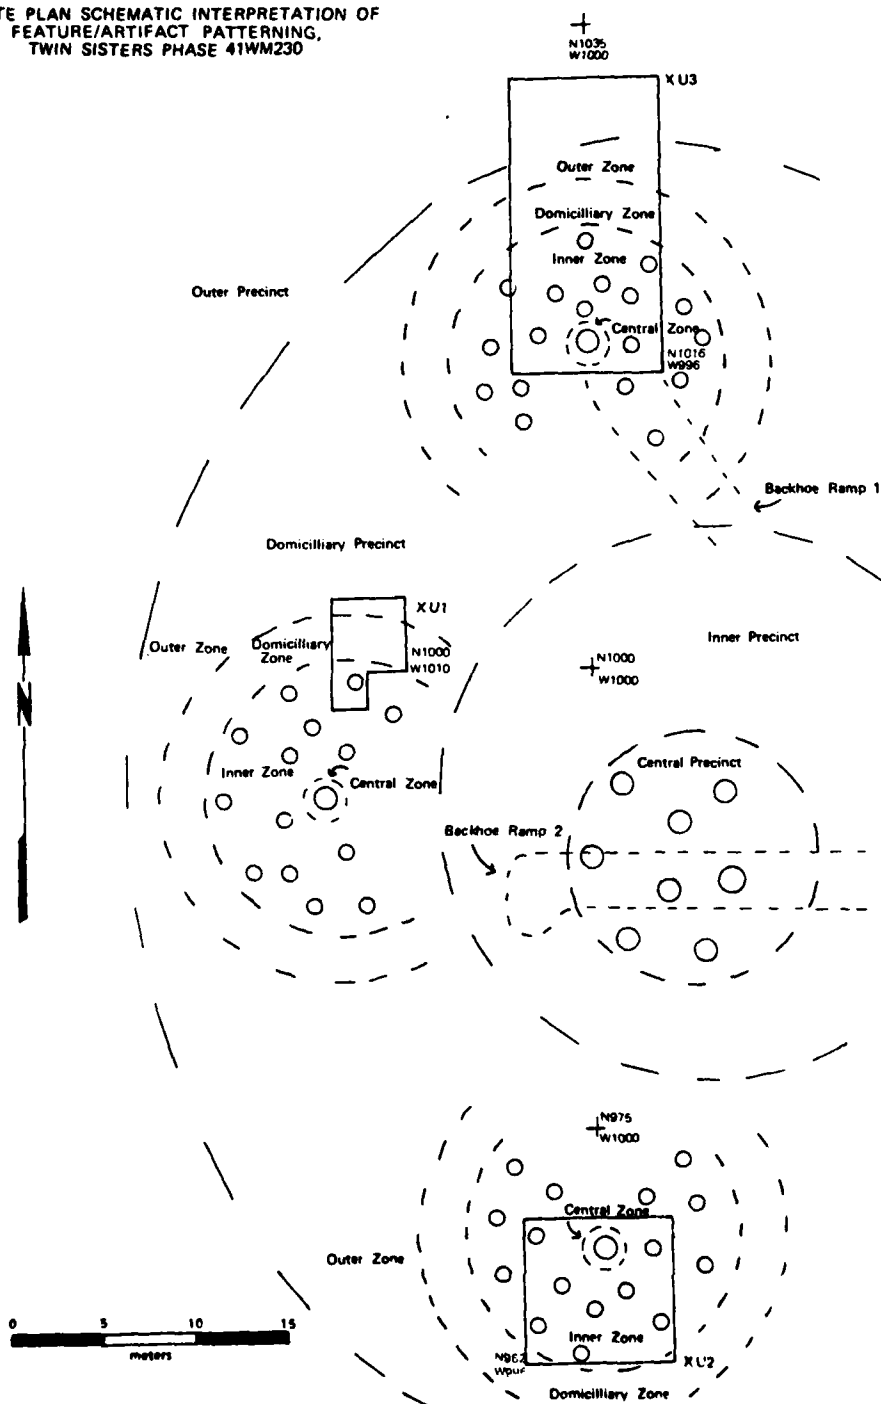 TE PLAN SCHEMATIC INTERPRETATION OF
FEATURE/ARTIFACT PATTERNING,
TWIN SISTERS PHASE 41WM230
N1035
W1000
XU3
Outer Zone
Domicilliary Zone
Inner Zone
Outer Precinct
Central Zone
N1016
W996
Backhoe Ramp 1
Domicilliary Precinct
XU1
Inner Precinct
Outer Zone
Domicilliary
Zone
N1000
W1010
N1000
W1000
N
Central Precinct
Inner Zone
Central Zone
Backhoe Ramp 2
N975
W1000
Central Zone
Outer Zone
0 5 10 15
meters
Inner Zone
N962
XU2
Domicilliary Zone